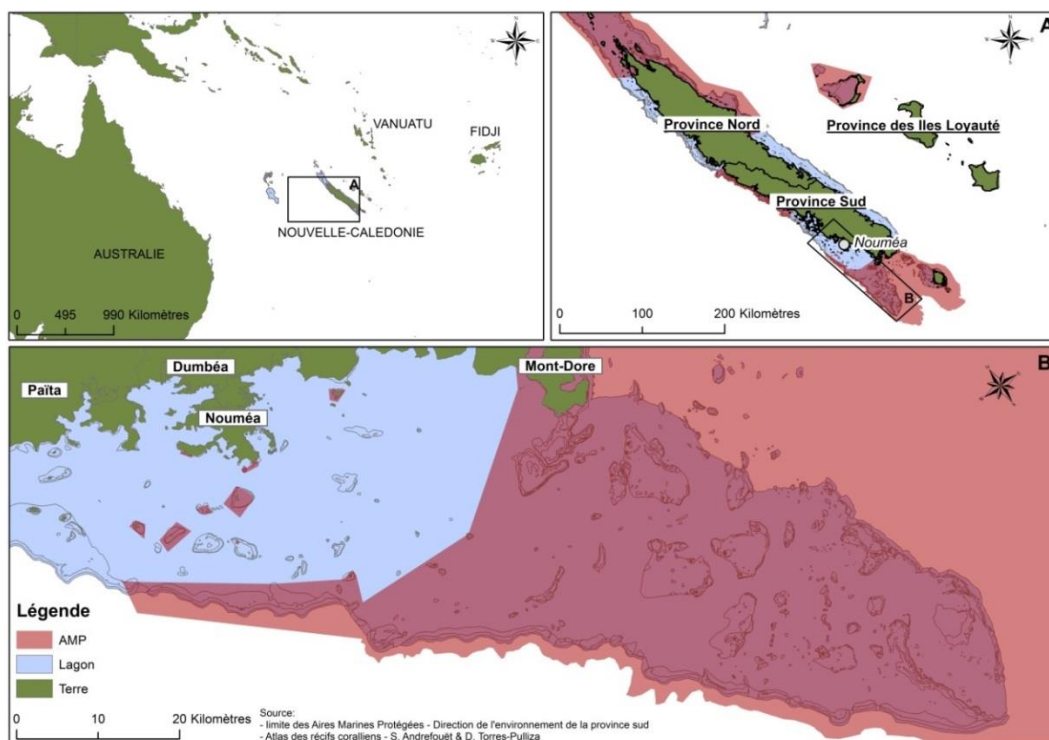 VANUATU
FIDJI
A
NOUVELLE-CALEDONIE
AUSTRALIE
0 495 990 Kilomètres
A
Province Nord
Province des Iles Loyauté
Province Sud
Nouméa
B
0 100 200 Kilomètres
B
Dumbéa
Mont-Dore
Païta
Nouméa
Légende
AMP
Lagon
Terre
0 10 20 Kilomètres
Source:
- limite des Aires Marines Protégées - Direction de l'environnement de la province sud
- Atlas des récifs coralliens - S. Andrefouët & D. Torres-Pulliza